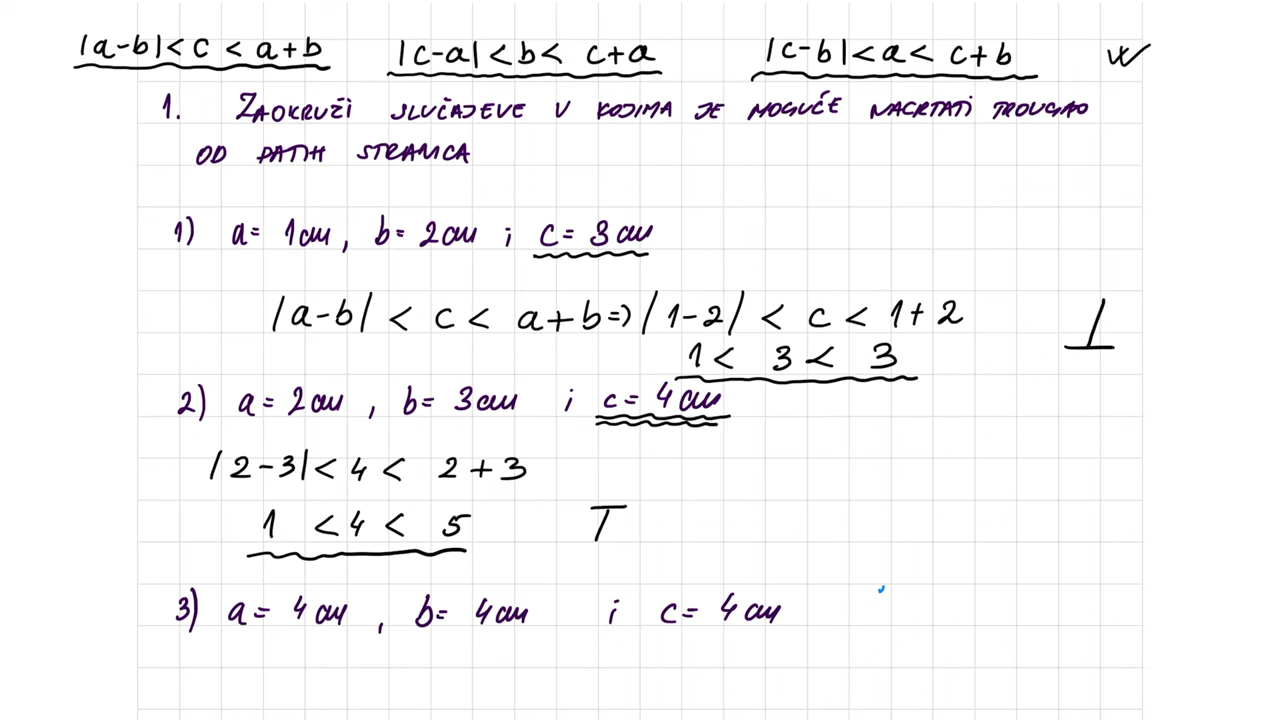 |a-b| < c < a+b |c-a| < b < c+a |c-b| < a < c+b
1. ZAOKRUŽI SLUČAJEVE U KOJIMA JE MOGUĆE NACRTATI TROUGAO
OD DATIH STRANICA
1) a= 1cm, b= 2cm i c= 3cm
|a-b| < c < a+b => |1-2| < c < 1+2 ⊥
1 < 3 < 3
2) a= 2cm, b= 3cm i c= 4cm
|2-3| < 4 < 2+3
1 < 4 < 5 T
3) a= 4cm, b= 4cm i c= 4cm